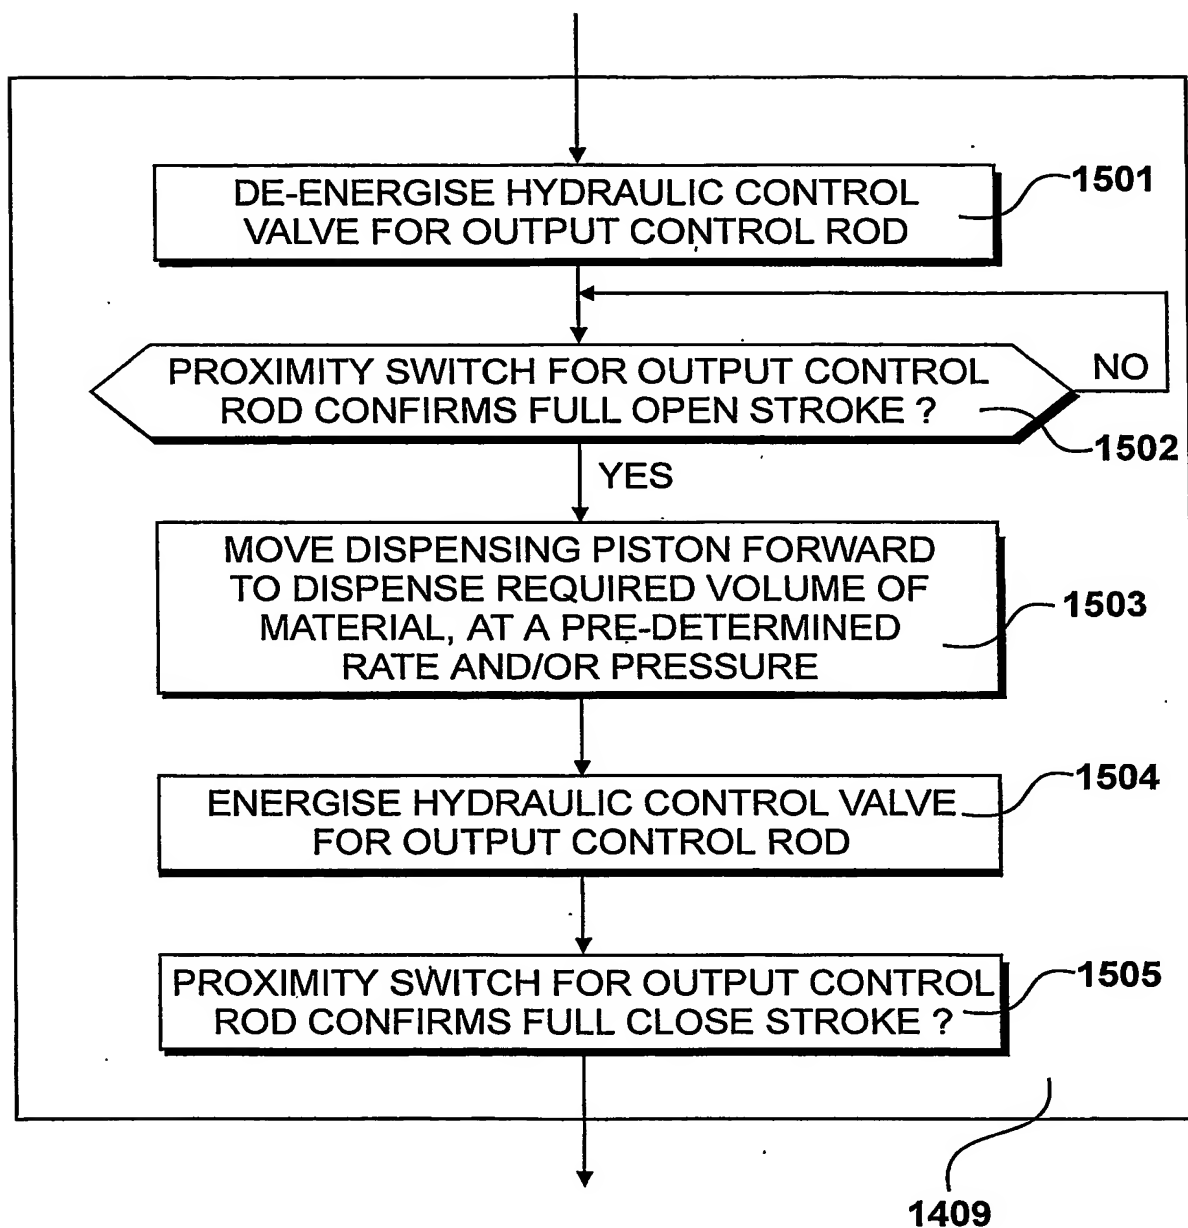 DE-ENERGISE HYDRAULIC CONTROL
VALVE FOR OUTPUT CONTROL ROD
1501
PROXIMITY SWITCH FOR OUTPUT CONTROL
ROD CONFIRMS FULL OPEN STROKE ?
NO
1502
YES
MOVE DISPENSING PISTON FORWARD
TO DISPENSE REQUIRED VOLUME OF
MATERIAL, AT A PRE-DETERMINED
RATE AND/OR PRESSURE
1503
ENERGISE HYDRAULIC CONTROL VALVE
FOR OUTPUT CONTROL ROD
1504
PROXIMITY SWITCH FOR OUTPUT CONTROL
ROD CONFIRMS FULL CLOSE STROKE ?
1505
1409